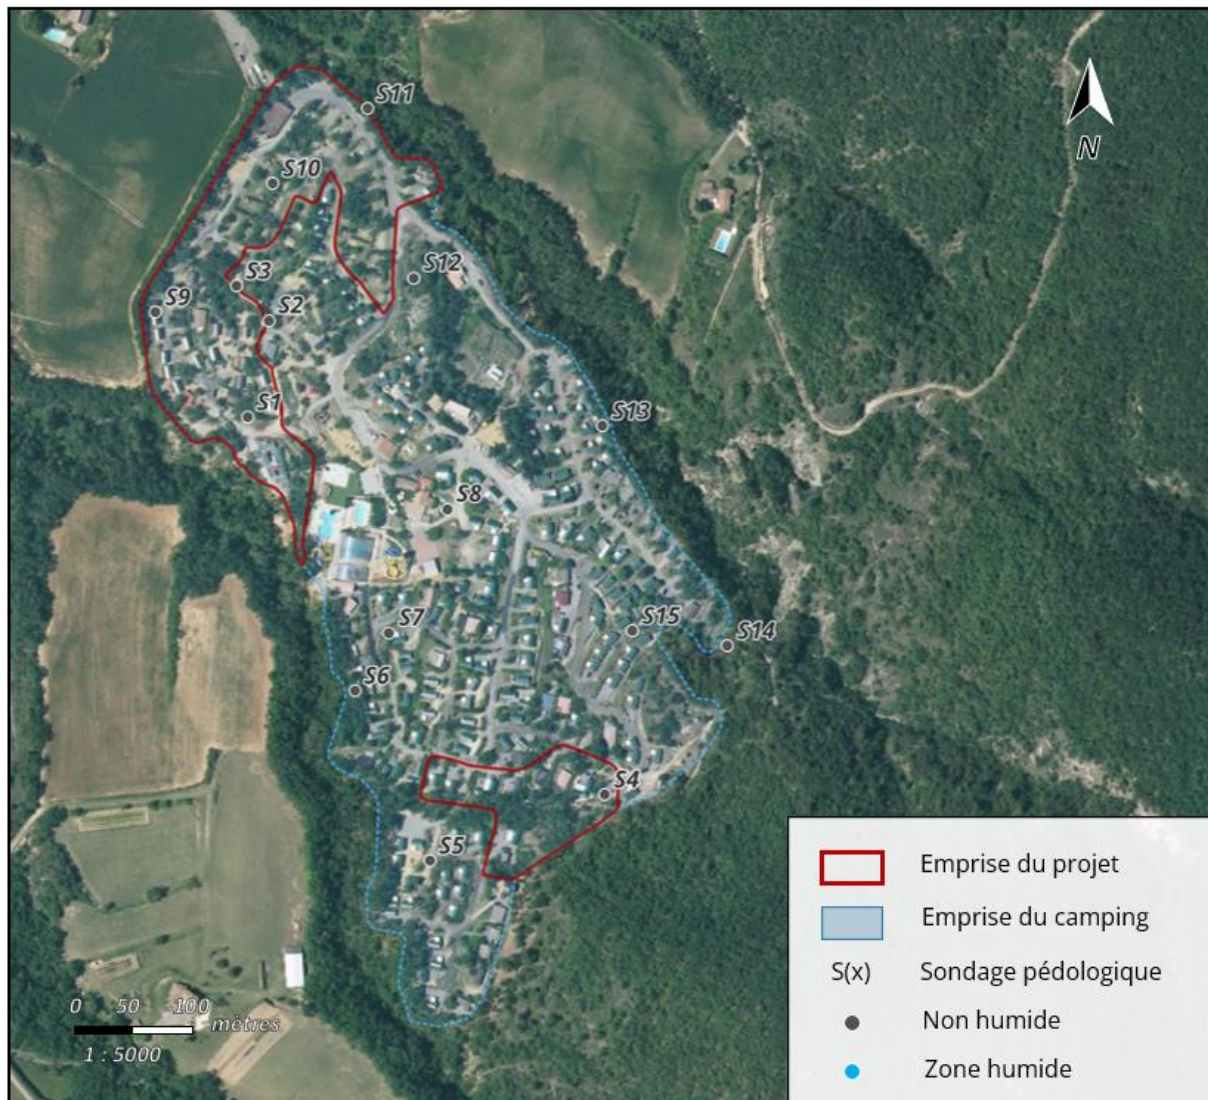 S11
N
S10
S12
S3
S9
S2
S1
S13
S8
S7
S15
S14
S6
S4
S5
Emprise du projet
Emprise du camping
S(x) Sondage pédologique
Non humide
Zone humide
0 50 100
mètres
1 : 5000